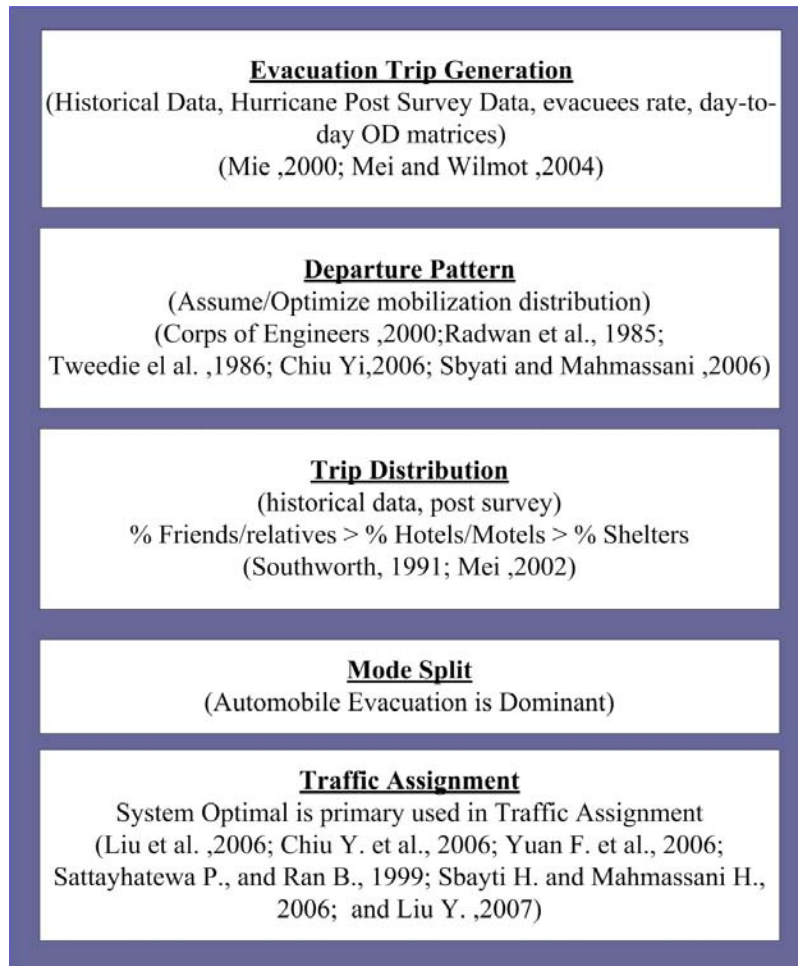 Evacuation Trip Generation
(Historical Data, Hurricane Post Survey Data, evacuees rate, day-to-
day OD matrices)
(Mie ,2000; Mei and Wilmot ,2004)
Departure Pattern
(Assume/Optimize mobilization distribution)
(Corps of Engineers ,2000;Radwan et al., 1985;
Tweedie el al. ,1986; Chiu Yi,2006; Sbyati and Mahmassani ,2006)
Trip Distribution
(historical data, post survey)
% Friends/relatives > % Hotels/Motels > % Shelters
(Southworth, 1991; Mei ,2002)
Mode Split
(Automobile Evacuation is Dominant)
Traffic Assignment
System Optimal is primary used in Traffic Assignment
(Liu et al. ,2006; Chiu Y. et al., 2006; Yuan F. et al., 2006;
Sattayhatewa P., and Ran B., 1999; Sbayti H. and Mahmassani H.,
2006;  and Liu Y. ,2007)